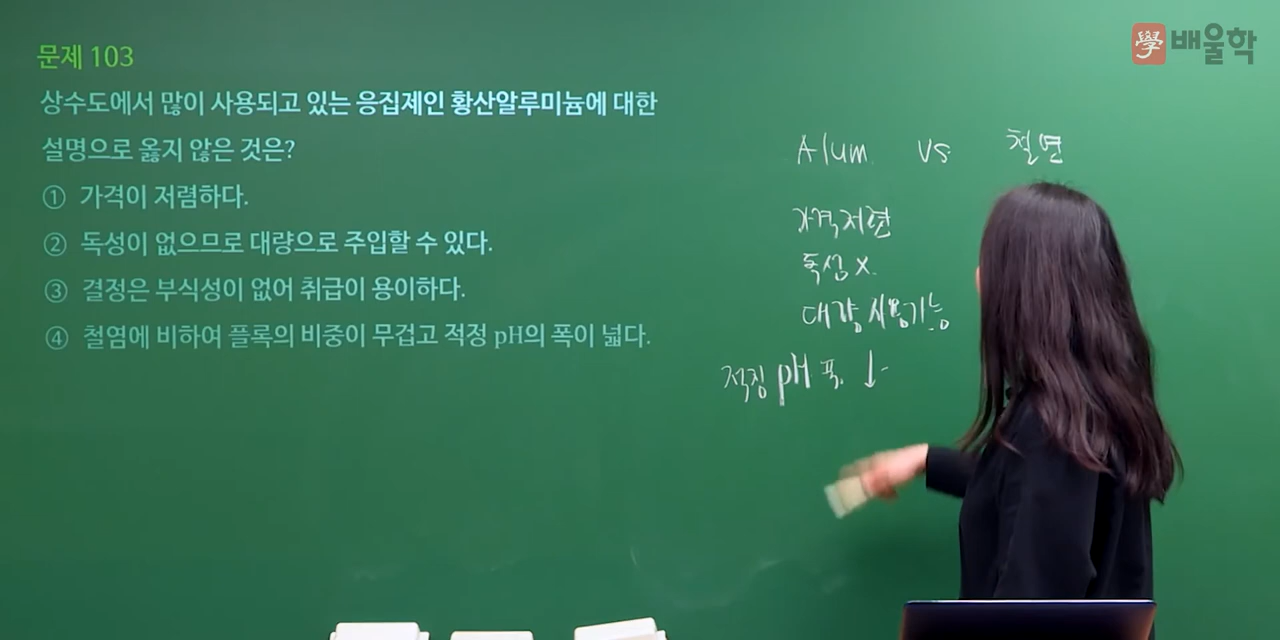 學 배울학
문제 103
상수도에서 많이 사용되고 있는 응집제인 황산알루미늄에 대한
설명으로 옳지 않은 것은?
① 가격이 저렴하다.
② 독성이 없으므로 대량으로 주입할 수 있다.
③ 결정은 부식성이 없어 취급이 용이하다.
④ 철염에 비하여 플록의 비중이 무겁고 적정 pH의 폭이 넓다.
Alum vs 철염
가격저렴
독성 X.
대량 사용가능
적정 pH 폭 ↓